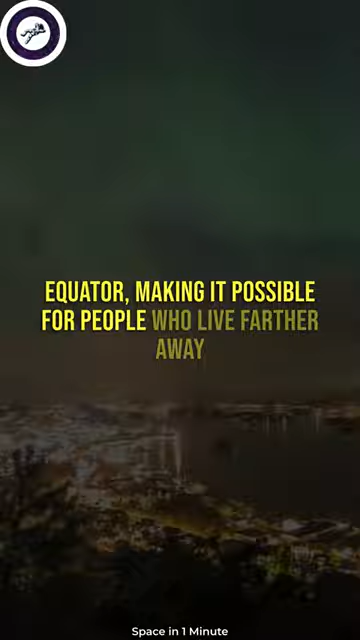 EQUATOR, MAKING IT POSSIBLE
FOR PEOPLE WHO LIVE FARTHER
AWAY
Space in 1 Minute